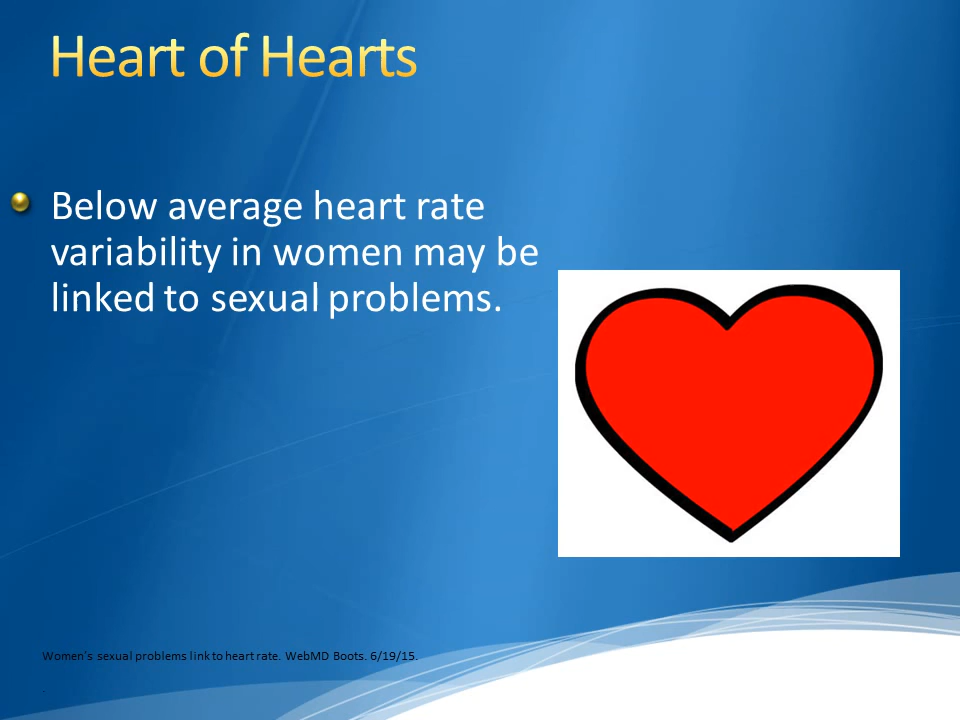 Heart of Hearts
Below average heart rate
variability in women may be
linked to sexual problems.
Women's sexual problems link to heart rate. WebMD Boots. 6/19/15.